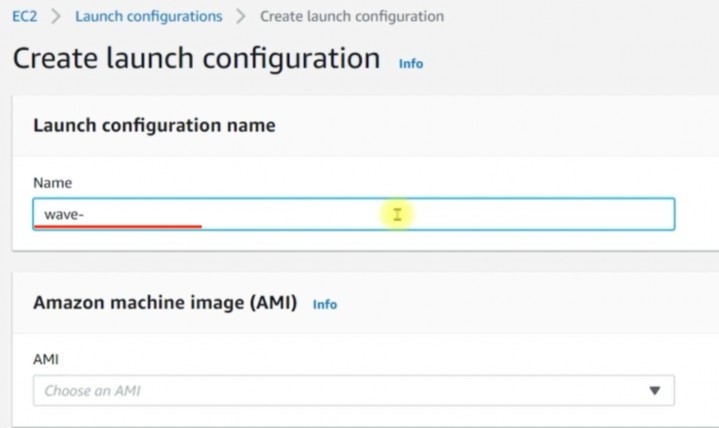 EC2 > Launch configurations > Create launch configuration
Create launch configuration Info
Launch configuration name
Name
wave-
Amazon machine image (AMI) Info
AMI
Choose an AMI